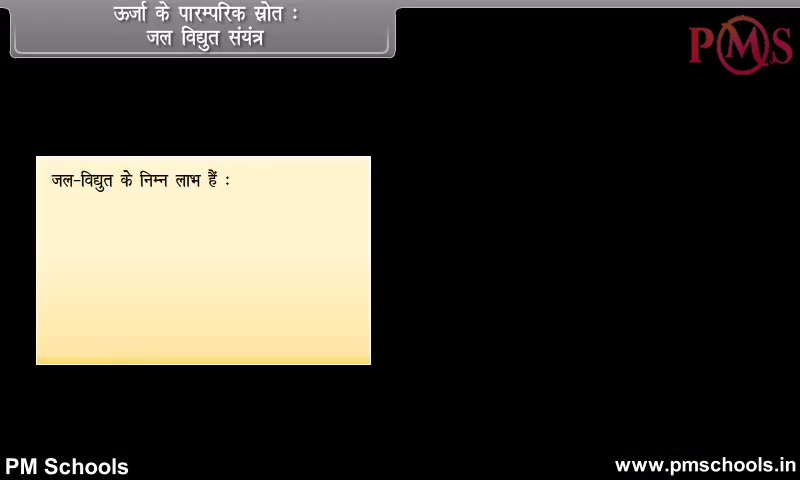 ऊर्जा के पारम्परिक स्रोत :
जल विद्युत संयंत्र
PMS
जल-विद्युत के निम्न लाभ हैं :
PM Schools
www.pmschools.in